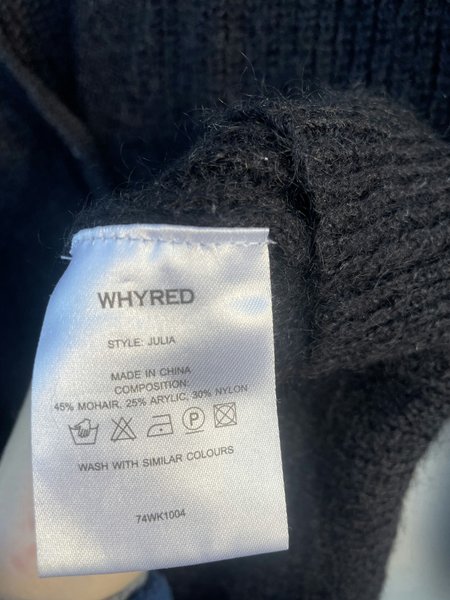 WHYRED
STYLE: JULIA
MADE IN CHINA
COMPOSITION:
45% MOHAIR, 25% ARYLIC, 30% NYLON
P
WASH WITH SIMILAR COLOURS
74WK1004